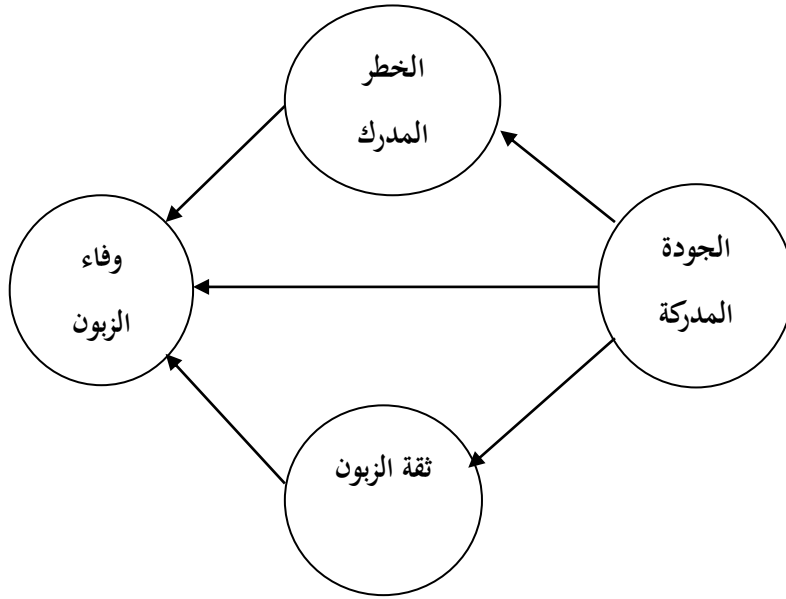 الخطر
المدرك
الجودة
المدركة
وفاء
الزبون
ثقة الزبون